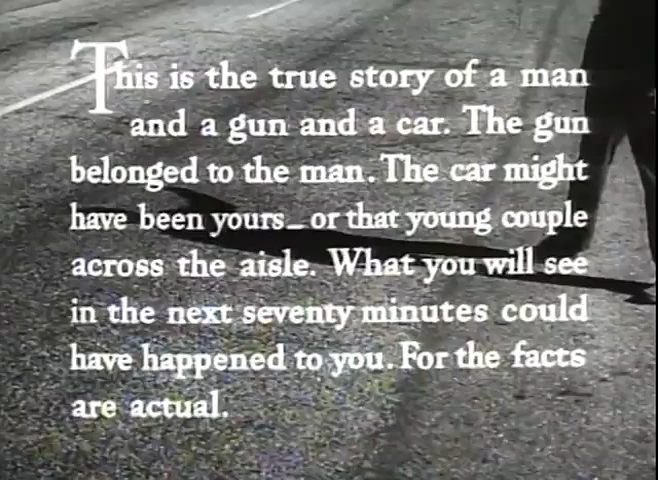 This is the true story of a man
and a gun and a car. The gun
belonged to the man. The car might
have been yours_ or that young couple
across the aisle. What you will see
in the next seventy minutes could
have happened to you. For the facts
are actual.